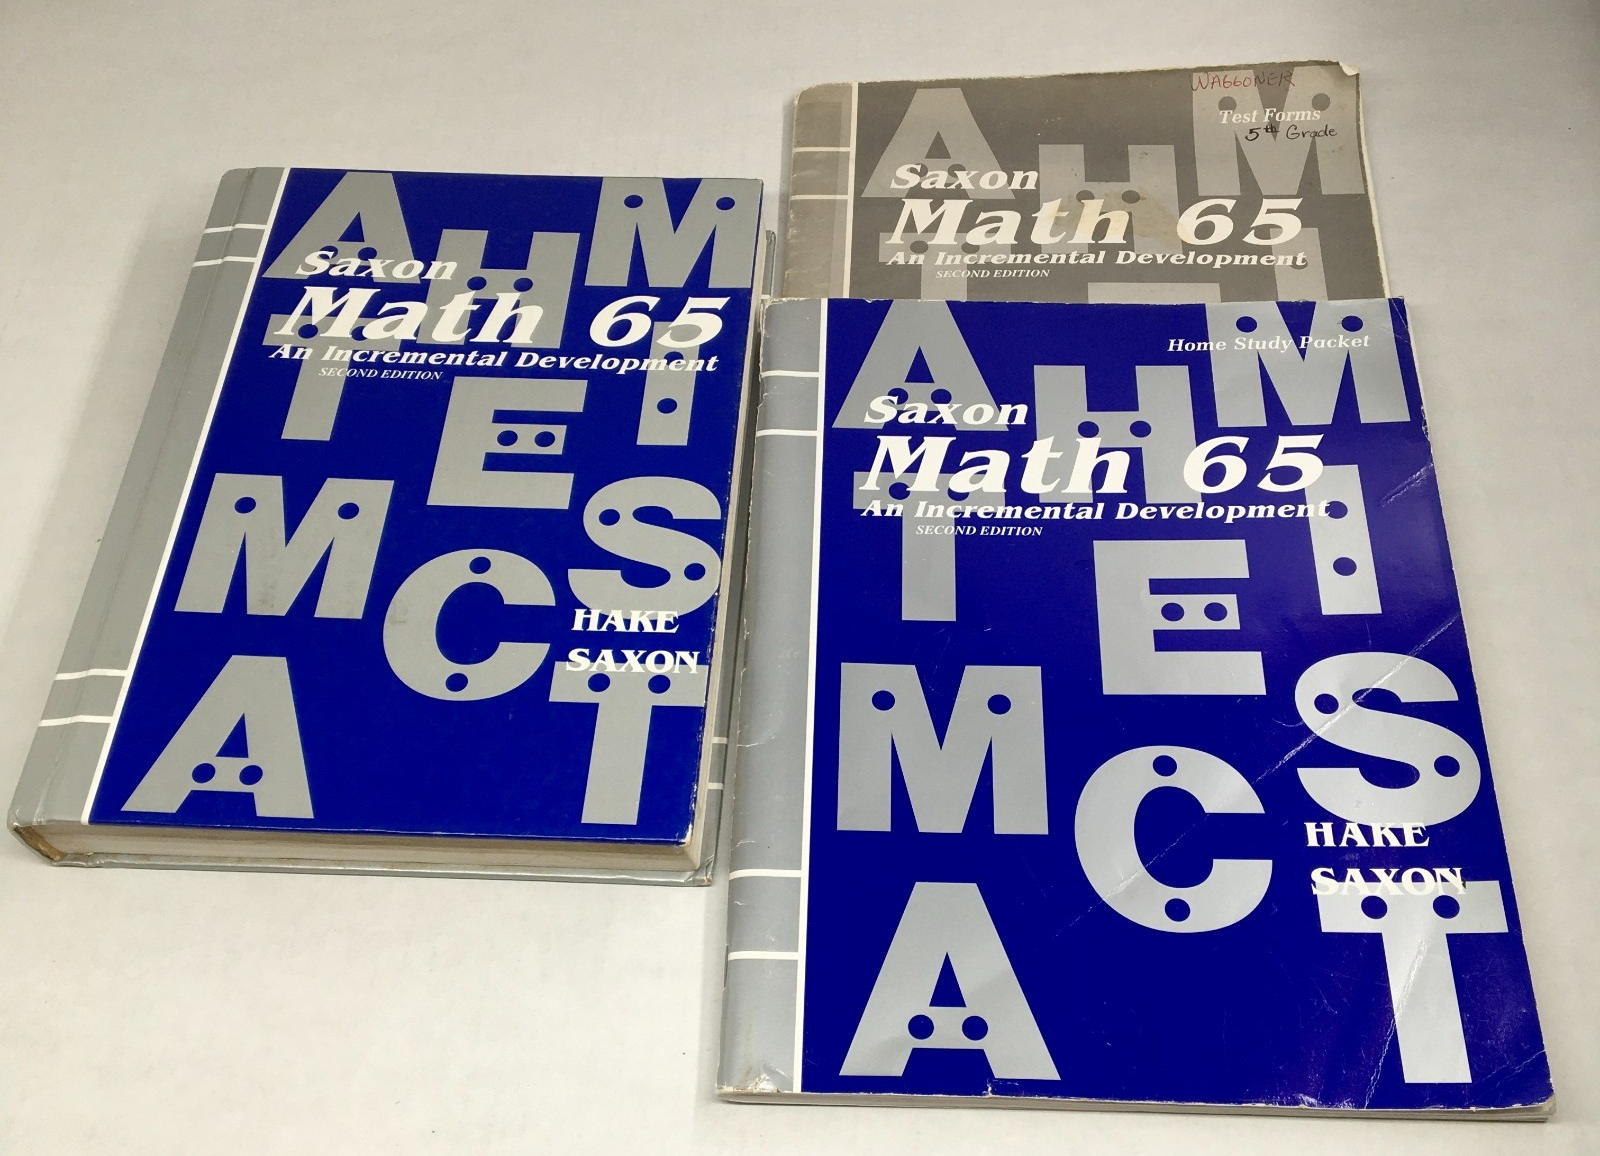 Saxon
Math 65
An Incremental Development
SECOND EDITION
A H M
T E I
M C S
HAKE
SAXON
A T
WAGGONER
Test Forms
5th Grade
Saxon
Math 65
An Incremental Development
SECOND EDITION
A H M
T I
Home Study Packet
Saxon
Math 65
An Incremental Development
SECOND EDITION
A H M
T E I
M C S
HAKE
SAXON
A T